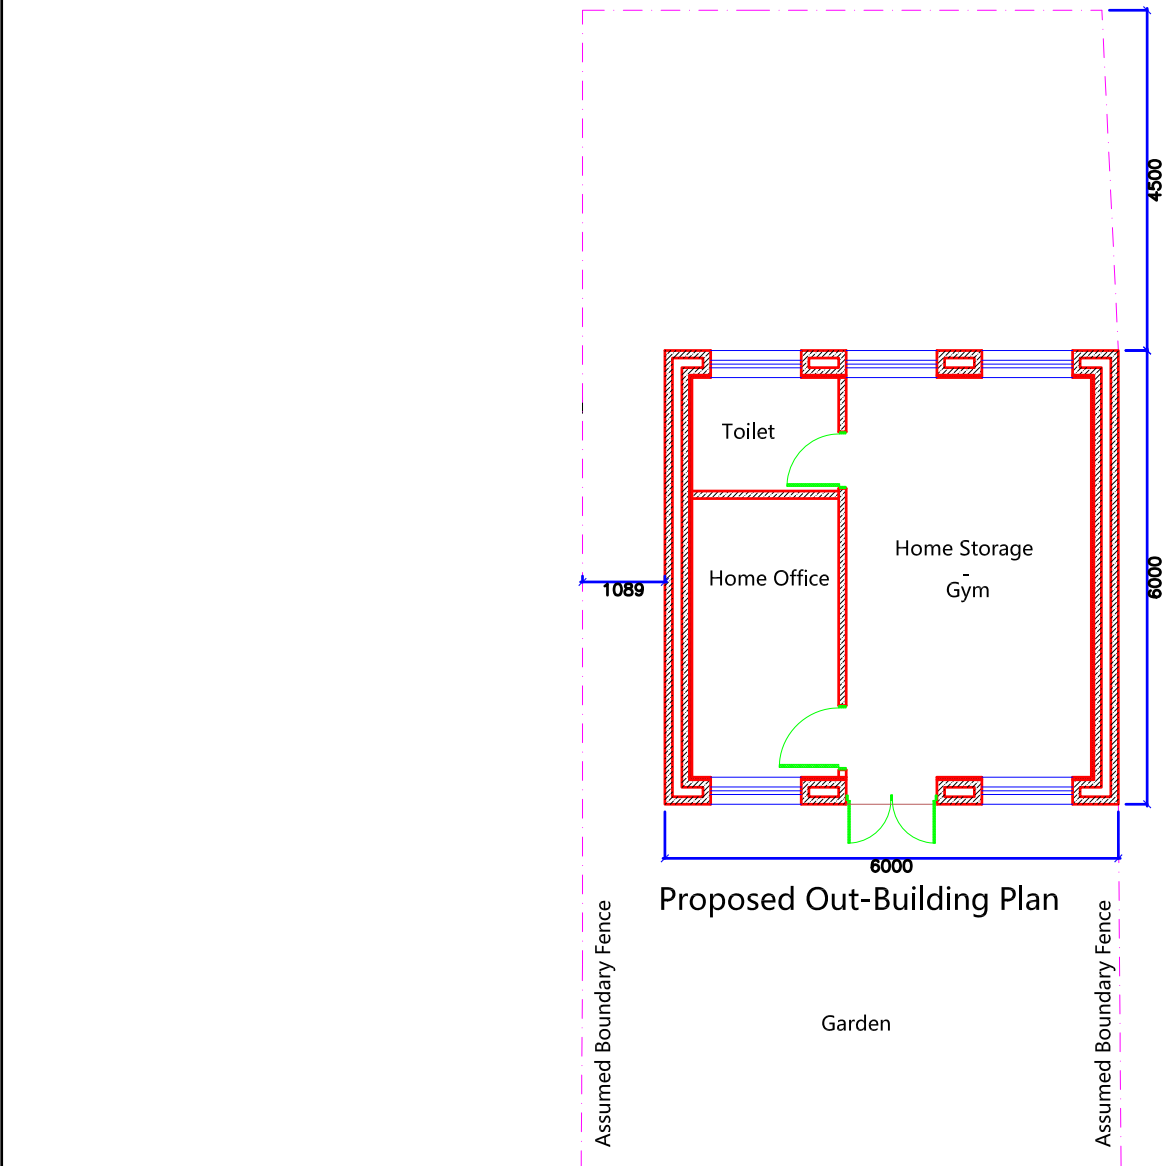 4500
Toilet
Home Storage
-
Gym
Home Office
6000
1089
6000
Proposed Out-Building Plan
Assumed Boundary Fence
Assumed Boundary Fence
Garden